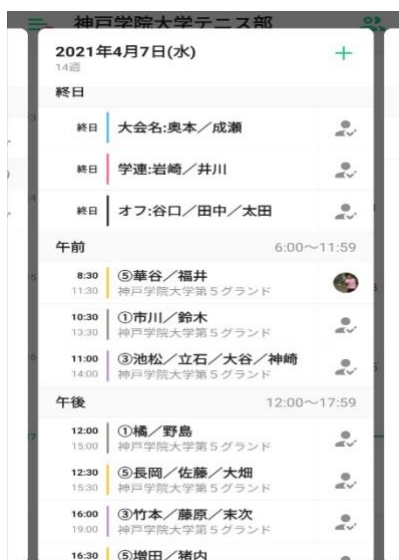 神戸学院大学テニス部
2021年4月7日(水)
14週
終日
終日 大会名:奥本／成瀬
終日 学連:岩崎／井川
終日 オフ:谷口／田中／太田
午前 6:00〜11:59
8:30 ⑤華谷／福井
11:30 神戸学院大学第5グランド
10:30 ①市川／鈴木
13:30 神戸学院大学第5グランド
11:00 ③池松／立石／大谷／神崎
14:00 神戸学院大学第5グランド
午後 12:00〜17:59
12:00 ①橘／野島
15:00 神戸学院大学第5グランド
12:30 ⑤長岡／佐藤／大畑
15:30 神戸学院大学第5グランド
16:00 ③竹本／藤原／末次
19:00 神戸学院大学第5グランド
16:30 ⑤増田／猪内